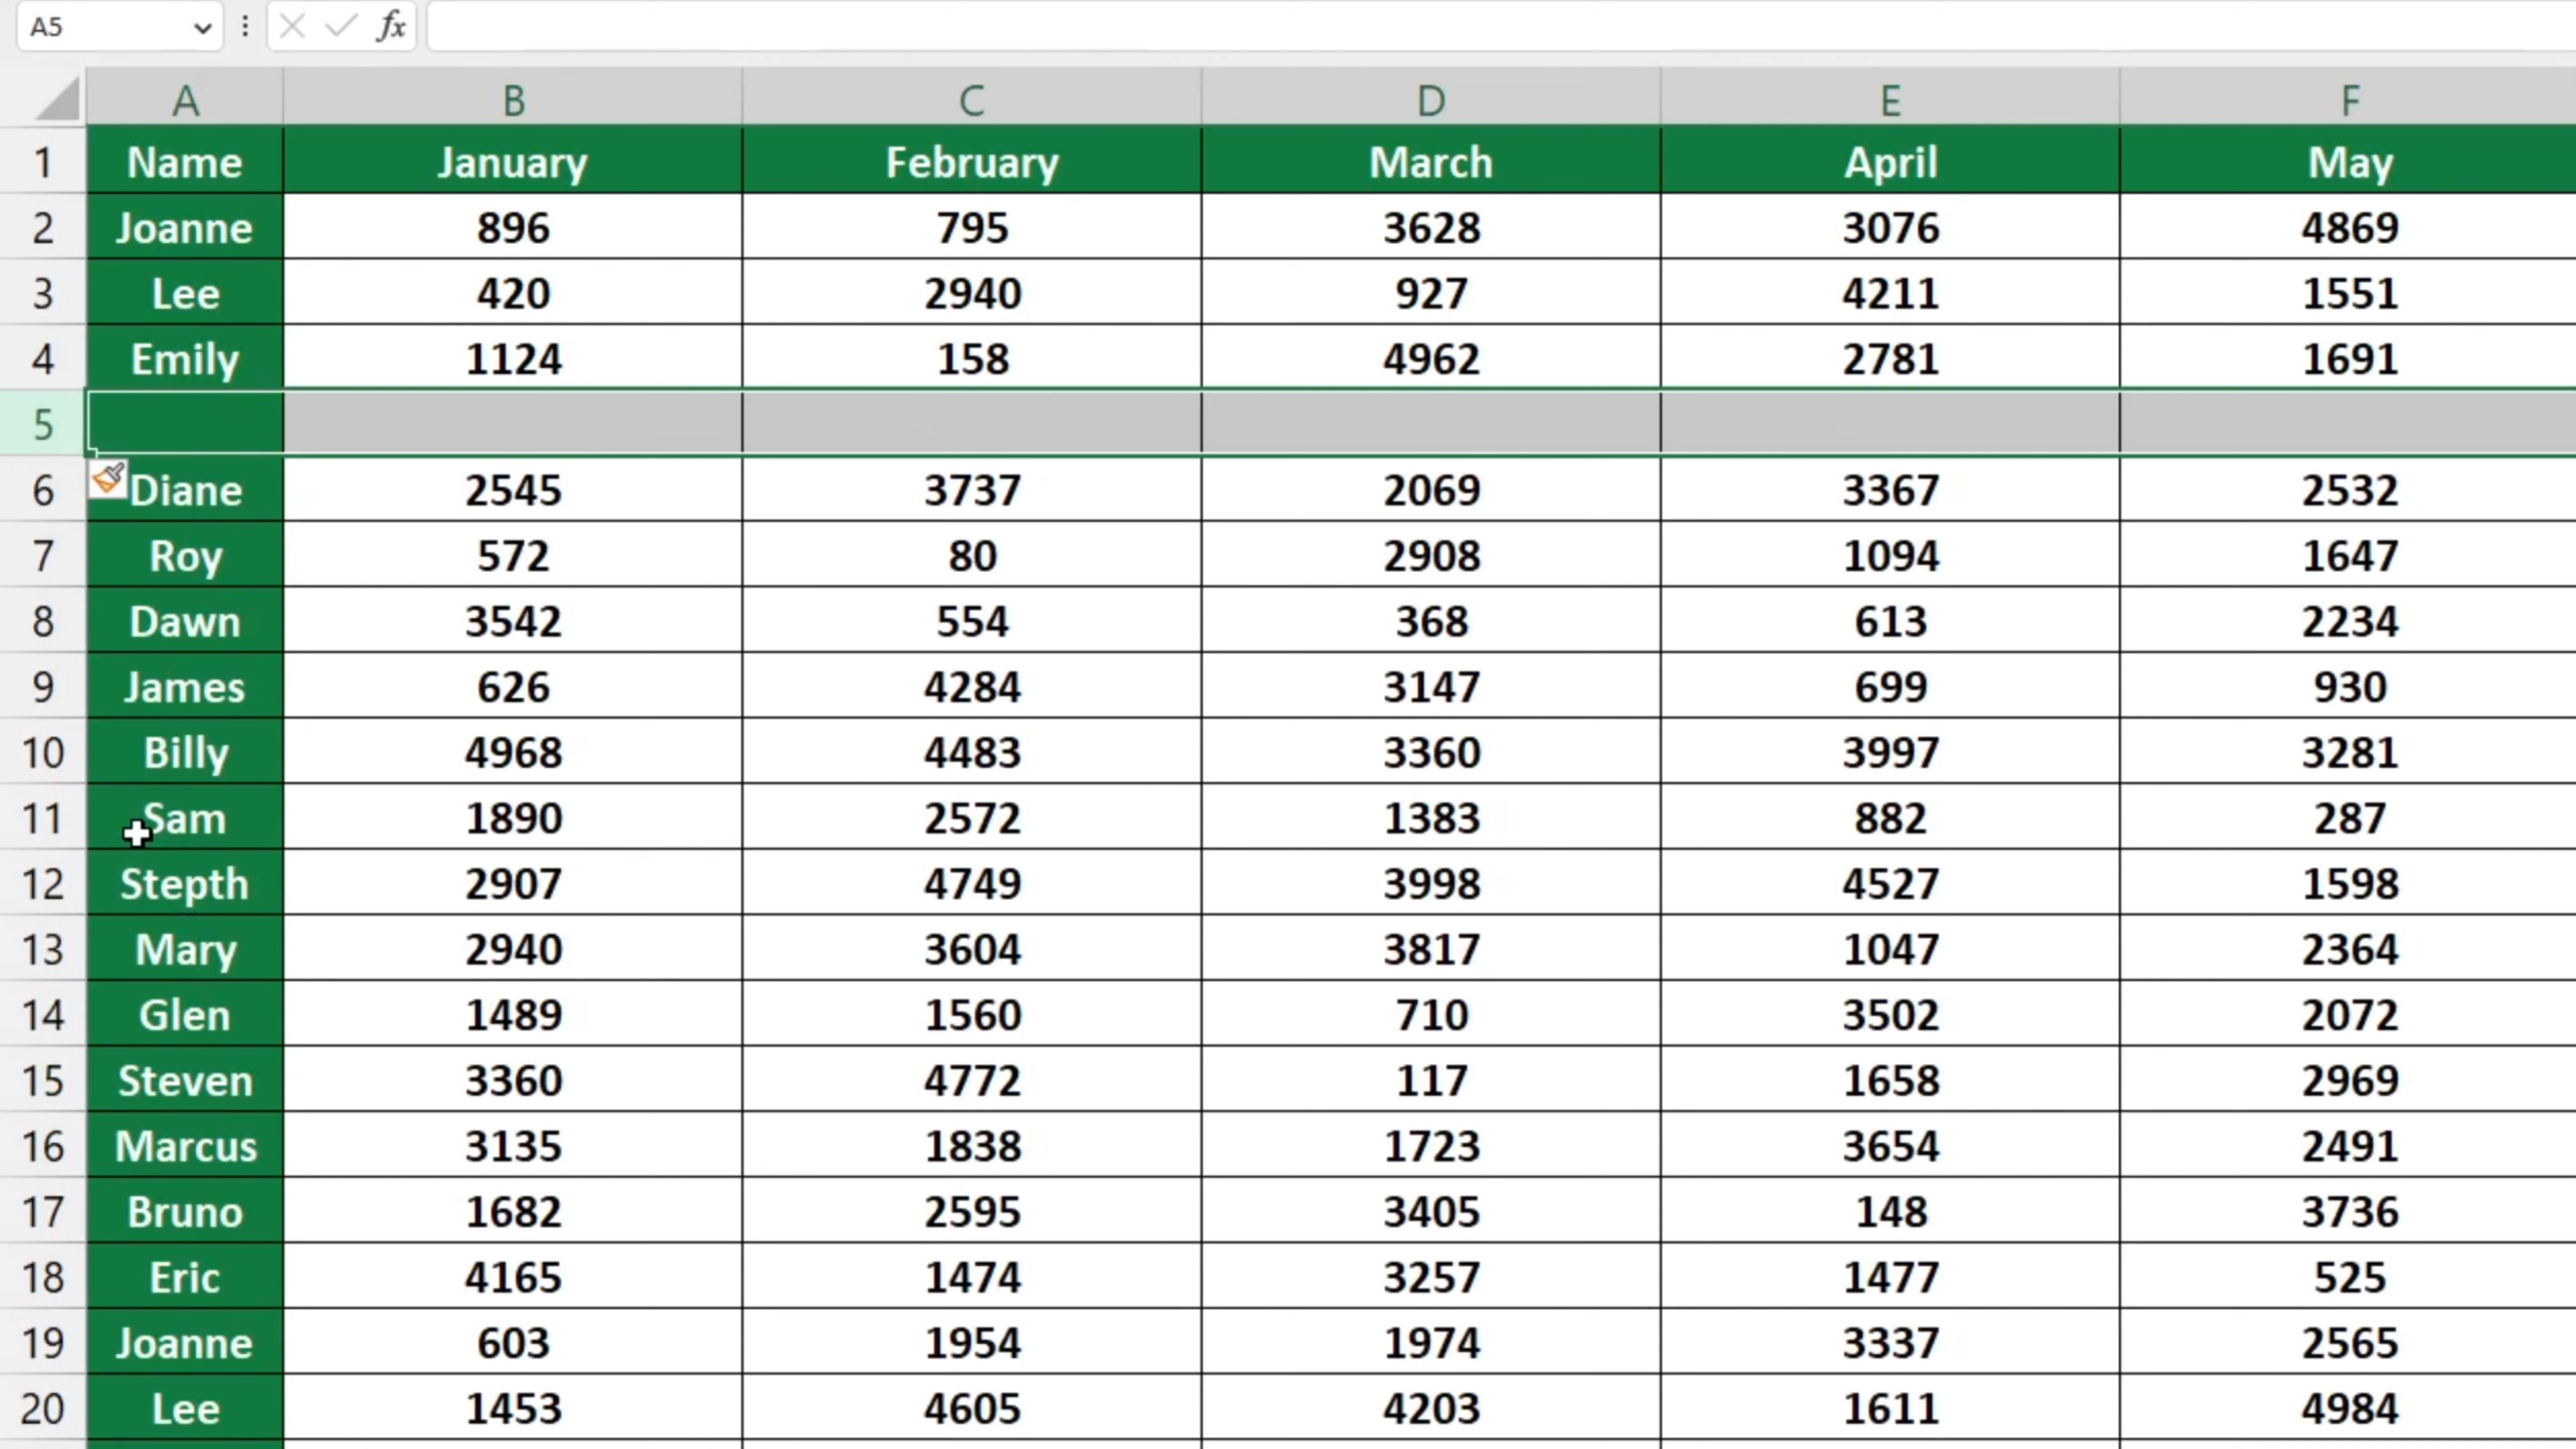 A5 fx
A B C D E F
1 Name January February March April May
2 Joanne 896 795 3628 3076 4869
3 Lee 420 2940 927 4211 1551
4 Emily 1124 158 4962 2781 1691
5
6 Diane 2545 3737 2069 3367 2532
7 Roy 572 80 2908 1094 1647
8 Dawn 3542 554 368 613 2234
9 James 626 4284 3147 699 930
10 Billy 4968 4483 3360 3997 3281
11 Sam 1890 2572 1383 882 287
12 Stepth 2907 4749 3998 4527 1598
13 Mary 2940 3604 3817 1047 2364
14 Glen 1489 1560 710 3502 2072
15 Steven 3360 4772 117 1658 2969
16 Marcus 3135 1838 1723 3654 2491
17 Bruno 1682 2595 3405 148 3736
18 Eric 4165 1474 3257 1477 525
19 Joanne 603 1954 1974 3337 2565
20 Lee 1453 4605 4203 1611 4984